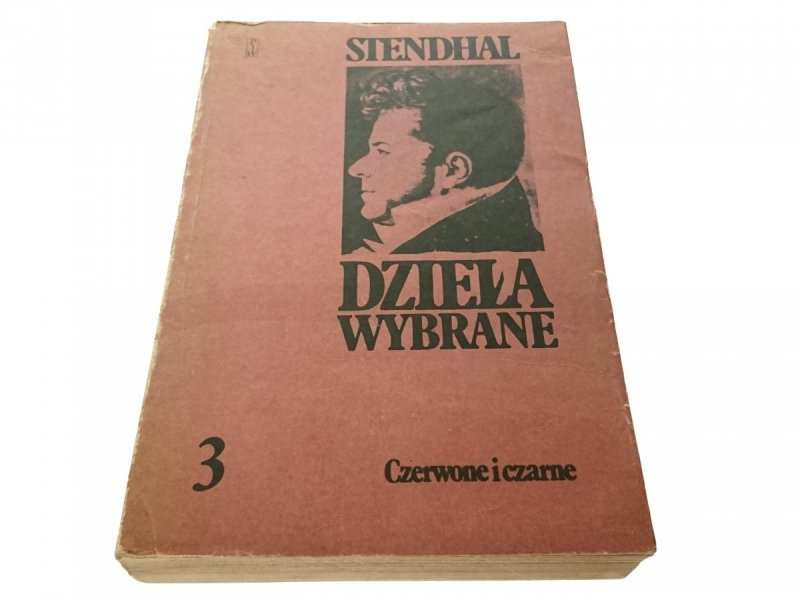 STENDHAL
DZIEŁA
WYBRANE
3
Czerwone i czarne